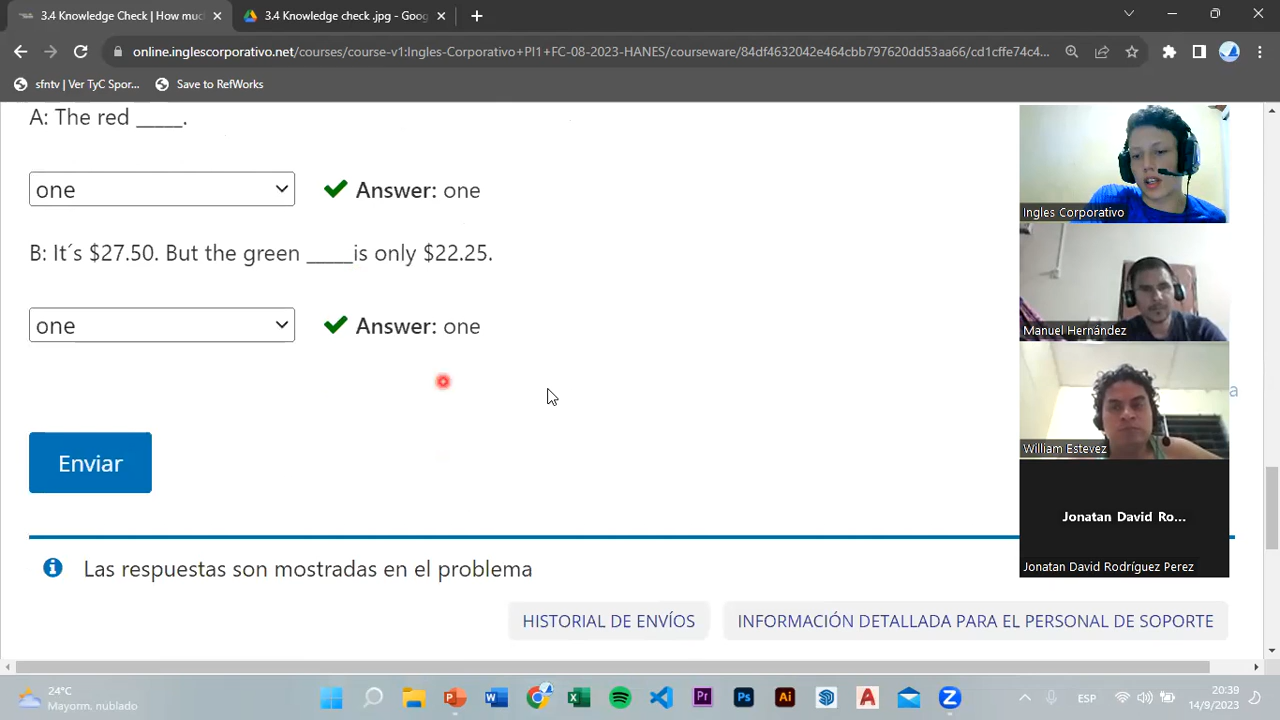 3.4 Knowledge Check | How muc
3.4 Knowledge check .jpg - Goog
online.inglescorporativo.net/courses/course-v1:Ingles-Corporativo+PI1+FC-08-2023-HANES/courseware/84df4632042e464cbb797620dd53aa66/cd1cffe74c4...
sfntv | Ver TyC Spor...
Save to RefWorks
A: The red _____.
one
Answer: one
B: It´s $27.50. But the green _____is only $22.25.
one
Answer: one
Enviar
Las respuestas son mostradas en el problema
HISTORIAL DE ENVÍOS
INFORMACIÓN DETALLADA PARA EL PERSONAL DE SOPORTE
Ingles Corporativo
Manuel Hernández
William Estevez
Jonatan David Ro...
Jonatan David Rodríguez Perez
a
24°C
Mayorm. nublado
ESP
20:39
14/9/2023